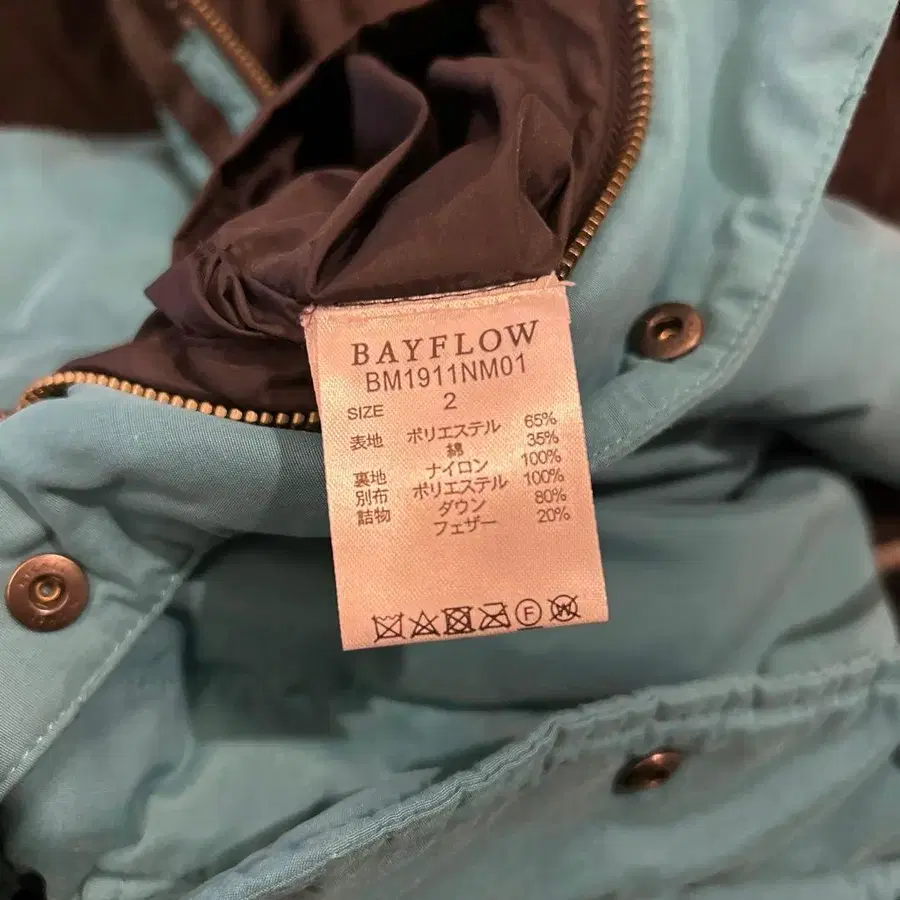 BAYFLOW
BM1911NM01
SIZE 2
表地 ポリエステル 65%
綿 35%
裏地 ナイロン 100%
別布 ポリエステル 100%
詰物 ダウン 80%
フェザー 20%
F W